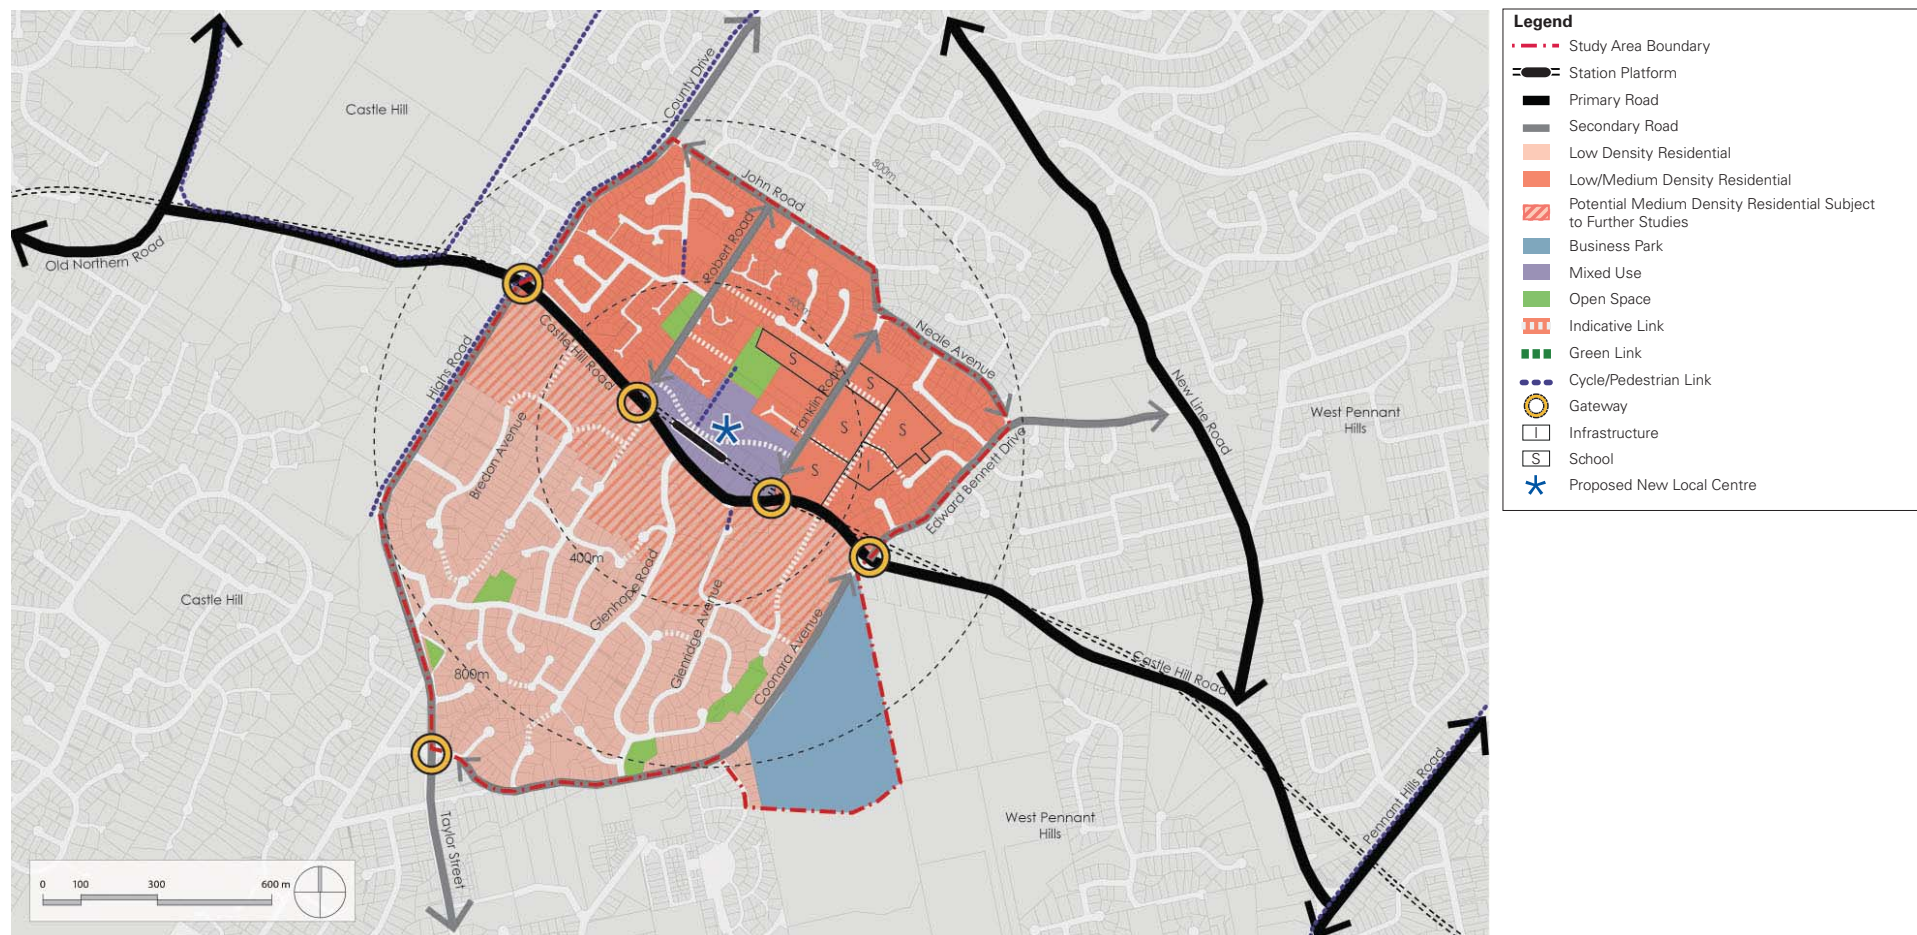 Castle Hill
County Drive
800m
John Road
Robert Road
Old Northern Road
400m
Castle Hill Road
Highs Road
Neale Avenue
S
S
Franklin Road
S
S
S
I
New Line Road
West Pennant
Hills
Bredon Avenue
Edward Bennett Drive
400m
Castle Hill
Glenhope Road
Glenridge Avenue
Coonara Avenue
800m
Castle Hill Road
West Pennant
Hills
Pennant Hills Road
Taylor Street
0 100 300 600 m
Legend
Study Area Boundary
Station Platform
Primary Road
Secondary Road
Low Density Residential
Low/Medium Density Residential
Potential Medium Density Residential Subject
to Further Studies
Business Park
Mixed Use
Open Space
Indicative Link
Green Link
Cycle/Pedestrian Link
Gateway
I Infrastructure
S School
Proposed New Local Centre